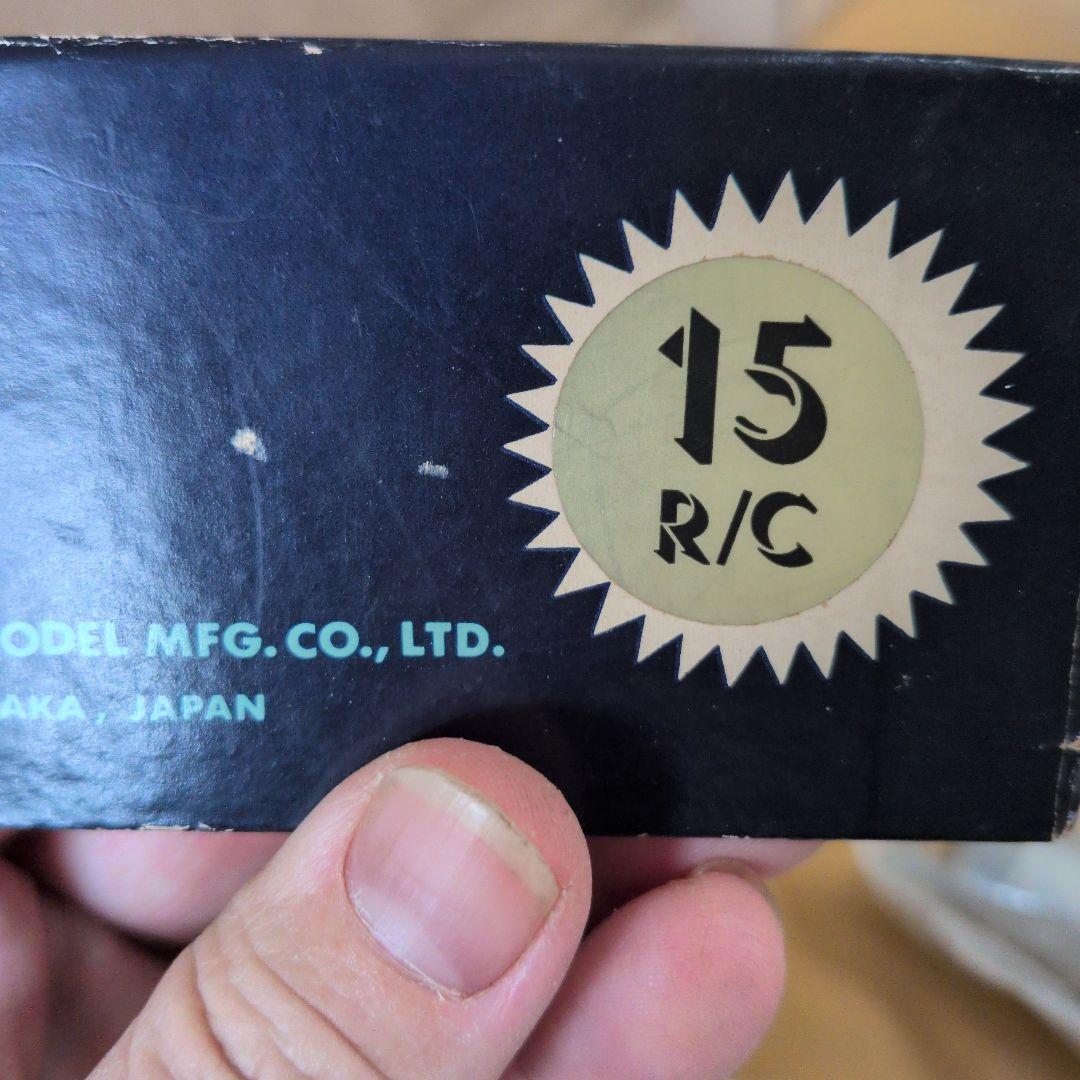 15
R/C
ODEL MFG. CO., LTD.
AKA, JAPAN